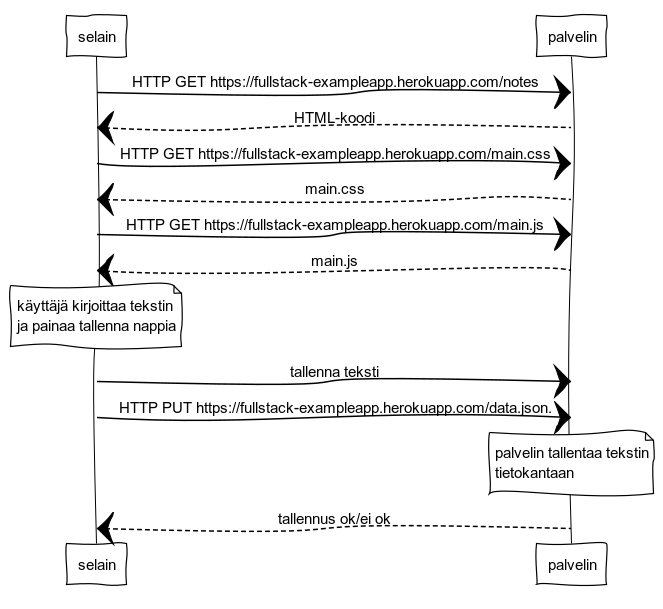 selain
palvelin
HTTP GET https://fullstack-exampleapp.herokuapp.com/notes
HTML-koodi
HTTP GET https://fullstack-exampleapp.herokuapp.com/main.css
main.css
HTTP GET https://fullstack-exampleapp.herokuapp.com/main.js
main.js
käyttäjä kirjoittaa tekstin
ja painaa tallenna nappia
tallenna teksti
HTTP PUT https://fullstack-exampleapp.herokuapp.com/data.json.
palvelin tallentaa tekstin
tietokantaan
tallennus ok/ei ok
selain
palvelin